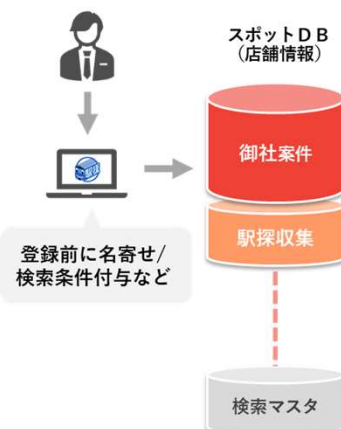 スポットＤＢ
（店舗情報）
御社案件
駅探収集
登録前に名寄せ/
検索条件付与など
検索マスタ